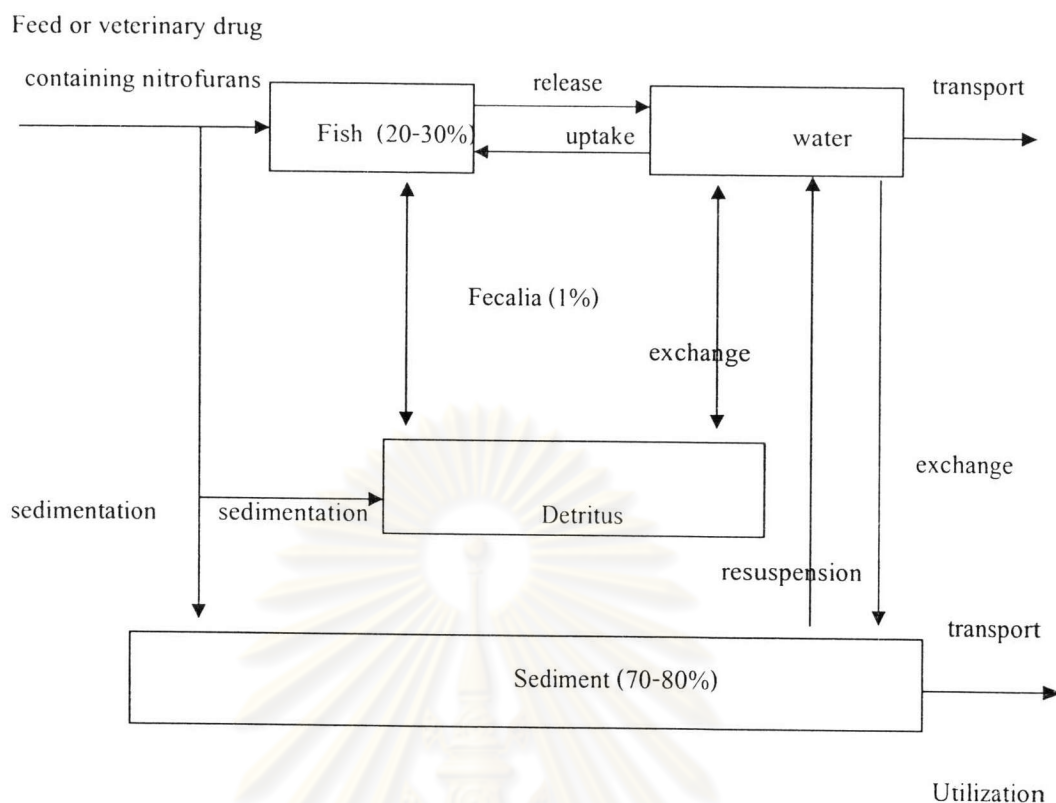 Feed or veterinary drug
containing nitrofurans
release
transport
Fish (20-30%)
uptake
water
Fecalia (1%)
exchange
exchange
sedimentation
sedimentation
Detritus
resuspension
transport
Sediment (70-80%)
Utilization